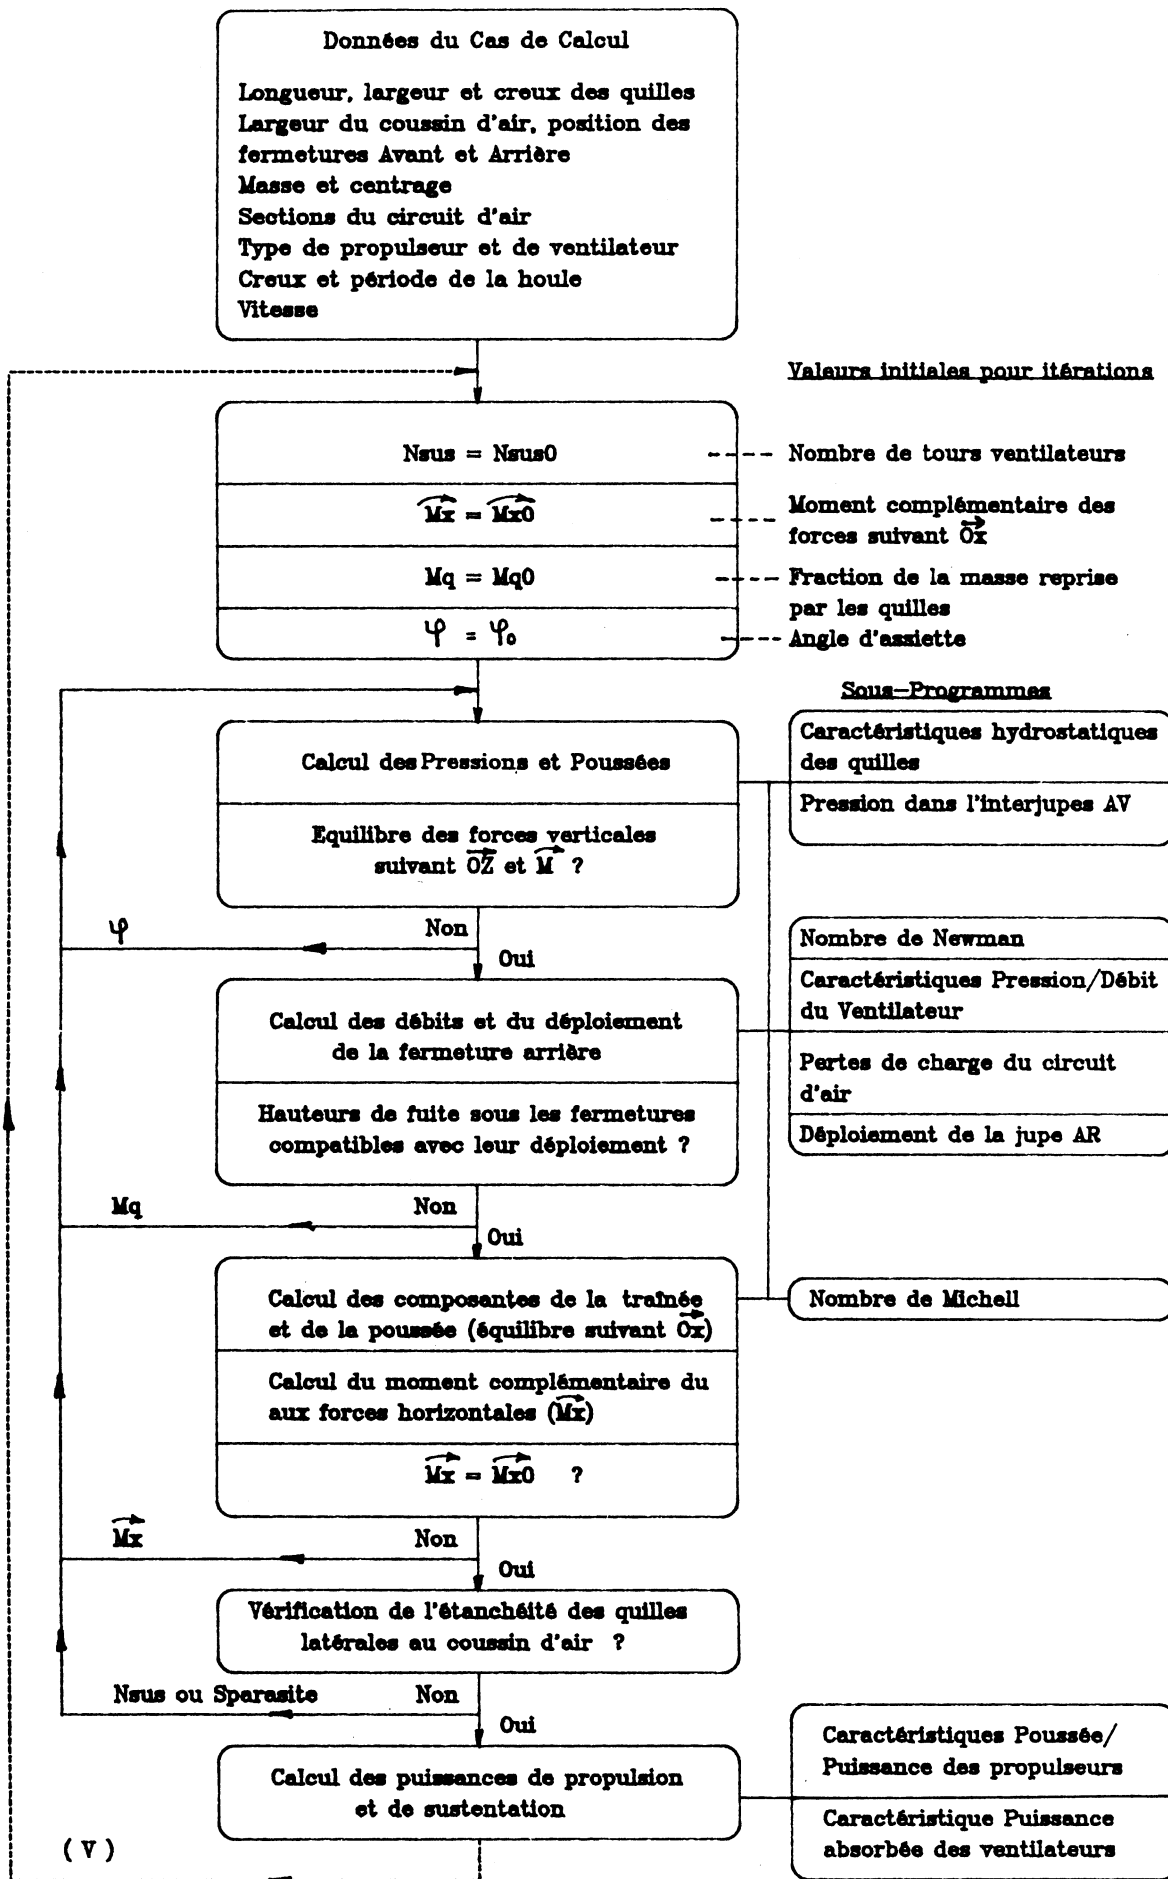 Données du Cas de Calcul
Longueur, largeur et creux des quilles
Largeur du coussin d'air, position des
fermetures Avant et Arrière
Masse et centrage
Sections du circuit d'air
Type de propulseur et de ventilateur
Creux et période de la houle
Vitesse
Valeurs initiales pour itérations
Nsus = Nsus0
Nombre de tours ventilateurs
Mx = Mx0
Moment complémentaire des
forces suivant Ox
Mq = Mq0
Fraction de la masse reprise
par les quilles
φ = φ₀
Angle d'assiette
Sous-Programmes
Calcul des Pressions et Poussées
Caractéristiques hydrostatiques
des quilles
Pression dans l'interjupes AV
Equilibre des forces verticales
suivant OZ et M ?
φ
Non
Oui
Nombre de Newman
Caractéristiques Pression/Débit
du Ventilateur
Pertes de charge du circuit
d'air
Déploiement de la jupe AR
Calcul des débits et du déploiement
de la fermeture arrière
Hauteurs de fuite sous les fermetures
compatibles avec leur déploiement ?
Mq
Non
Oui
Calcul des composantes de la traînée
et de la poussée (équilibre suivant Ox)
Nombre de Michell
Calcul du moment complémentaire du
aux forces horizontales (Mx)
Mx = Mx0 ?
Mx
Non
Oui
Vérification de l'étanchéité des quilles
latérales au coussin d'air ?
Nsus ou Sparasite
Non
Oui
Calcul des puissances de propulsion
et de sustentation
Caractéristiques Poussée/
Puissance des propulseurs
Caractéristique Puissance
absorbée des ventilateurs
( V )